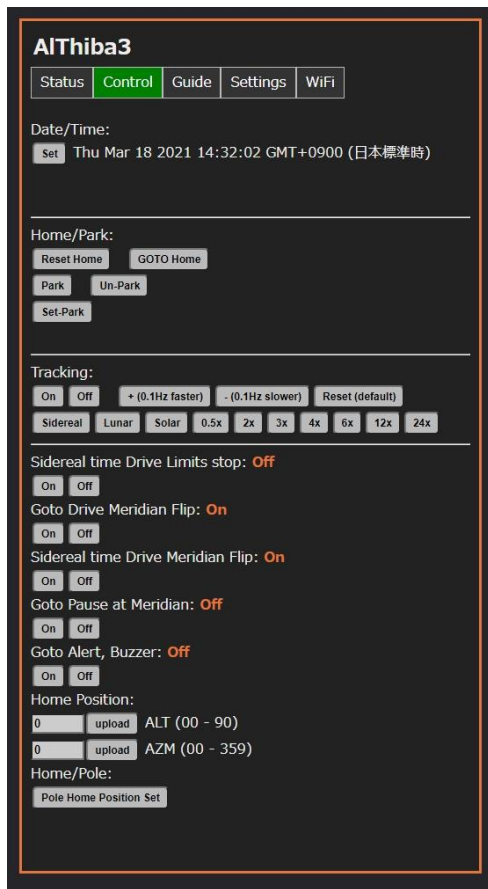 AlThiba3
Status Control Guide Settings WiFi
Date/Time:
Set Thu Mar 18 2021 14:32:02 GMT+0900 (日本標準時)
Home/Park:
Reset Home GOTO Home
Park Un-Park
Set-Park
Tracking:
On Off + (0.1Hz faster) - (0.1Hz slower) Reset (default)
Sidereal Lunar Solar 0.5x 2x 3x 4x 6x 12x 24x
Sidereal time Drive Limits stop: Off
On Off
Goto Drive Meridian Flip: On
On Off
Sidereal time Drive Meridian Flip: On
On Off
Goto Pause at Meridian: Off
On Off
Goto Alert, Buzzer: Off
On Off
Home Position:
0 upload ALT (00 - 90)
0 upload AZM (00 - 359)
Home/Pole:
Pole Home Position Set